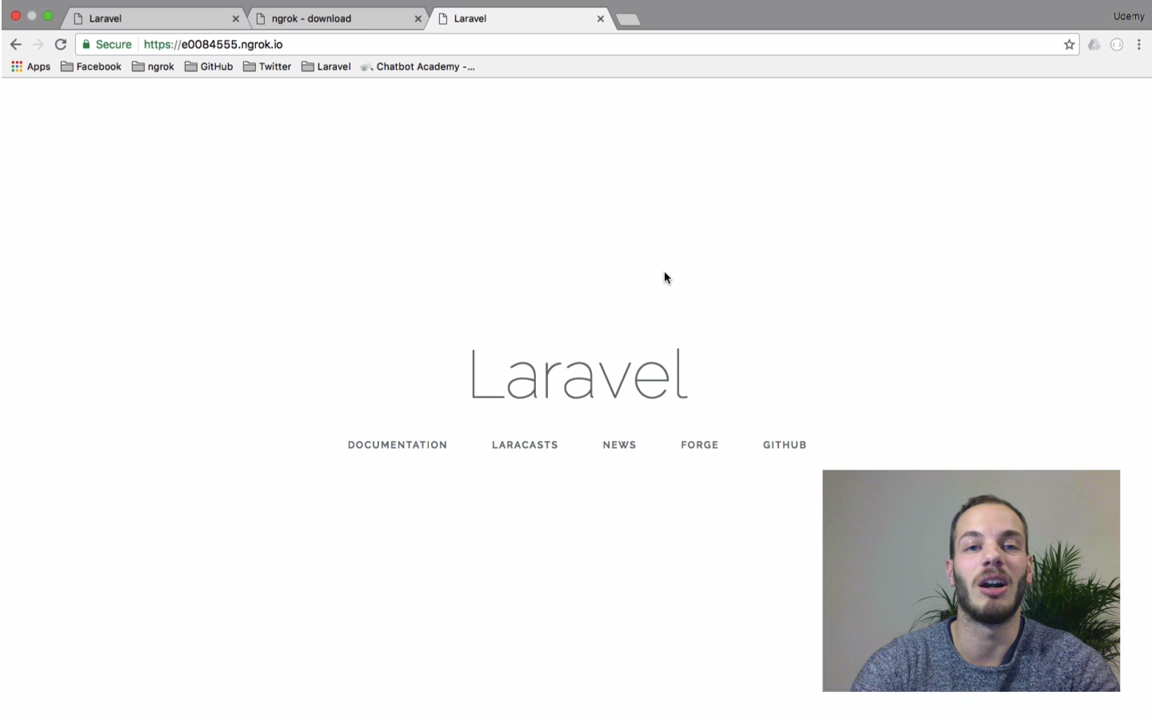 Laravel
ngrok - download
Laravel
Udemy
Secure
https://e0084555.ngrok.io
Apps
Facebook
ngrok
GitHub
Twitter
Laravel
Chatbot Academy -...
Laravel
DOCUMENTATION
LARACASTS
NEWS
FORGE
GITHUB